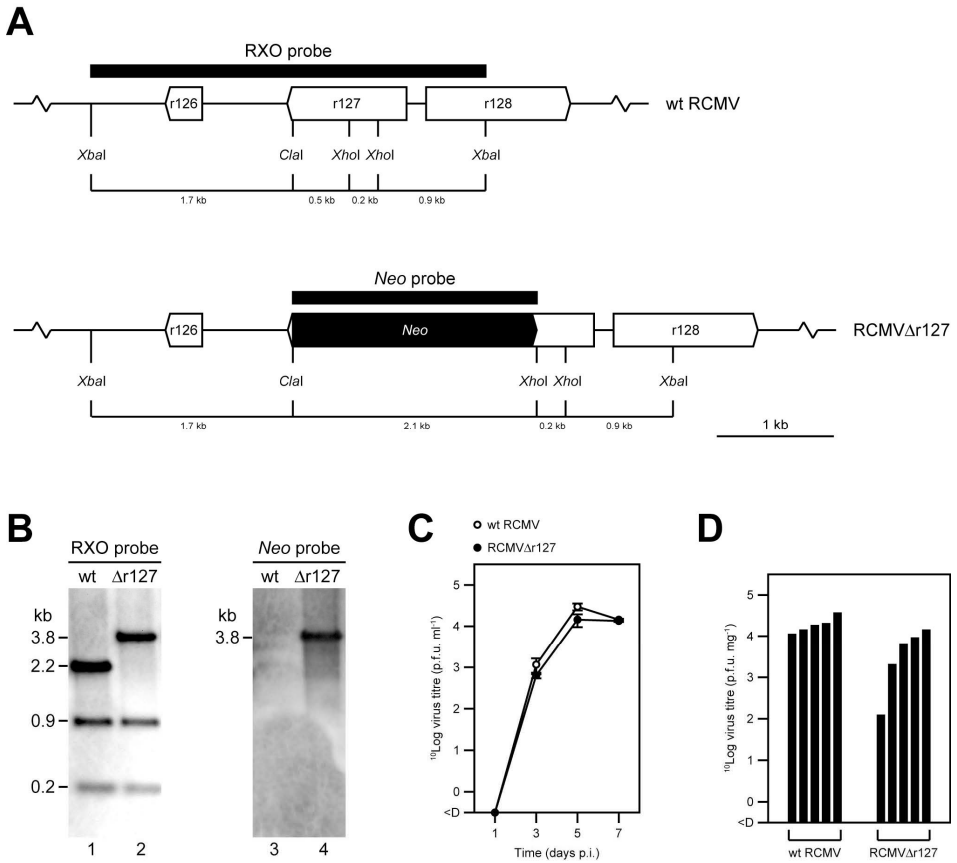 A
RXO probe
r126
r127
r128
wt RCMV
XbaI
ClaI
XhoI
XhoI
XbaI
1.7 kb
0.5 kb
0.2 kb
0.9 kb
Neo probe
r126
Neo
r128
RCMVΔr127
XbaI
ClaI
XhoI
XhoI
XbaI
1.7 kb
2.1 kb
0.2 kb
0.9 kb
1 kb
B
RXO probe
wt Δr127
kb
3.8
2.2
0.9
0.2
1 2
Neo probe
wt Δr127
3.8
3 4
C
wt RCMV
RCMVΔr127
¹⁰Log virus titre (p.f.u. ml⁻¹)
5
4
3
2
1
0
<D
1 3 5 7
Time (days p.i.)
D
¹⁰Log virus titre (p.f.u. mg⁻¹)
5
4
3
2
1
0
<D
wt RCMV
RCMVΔr127